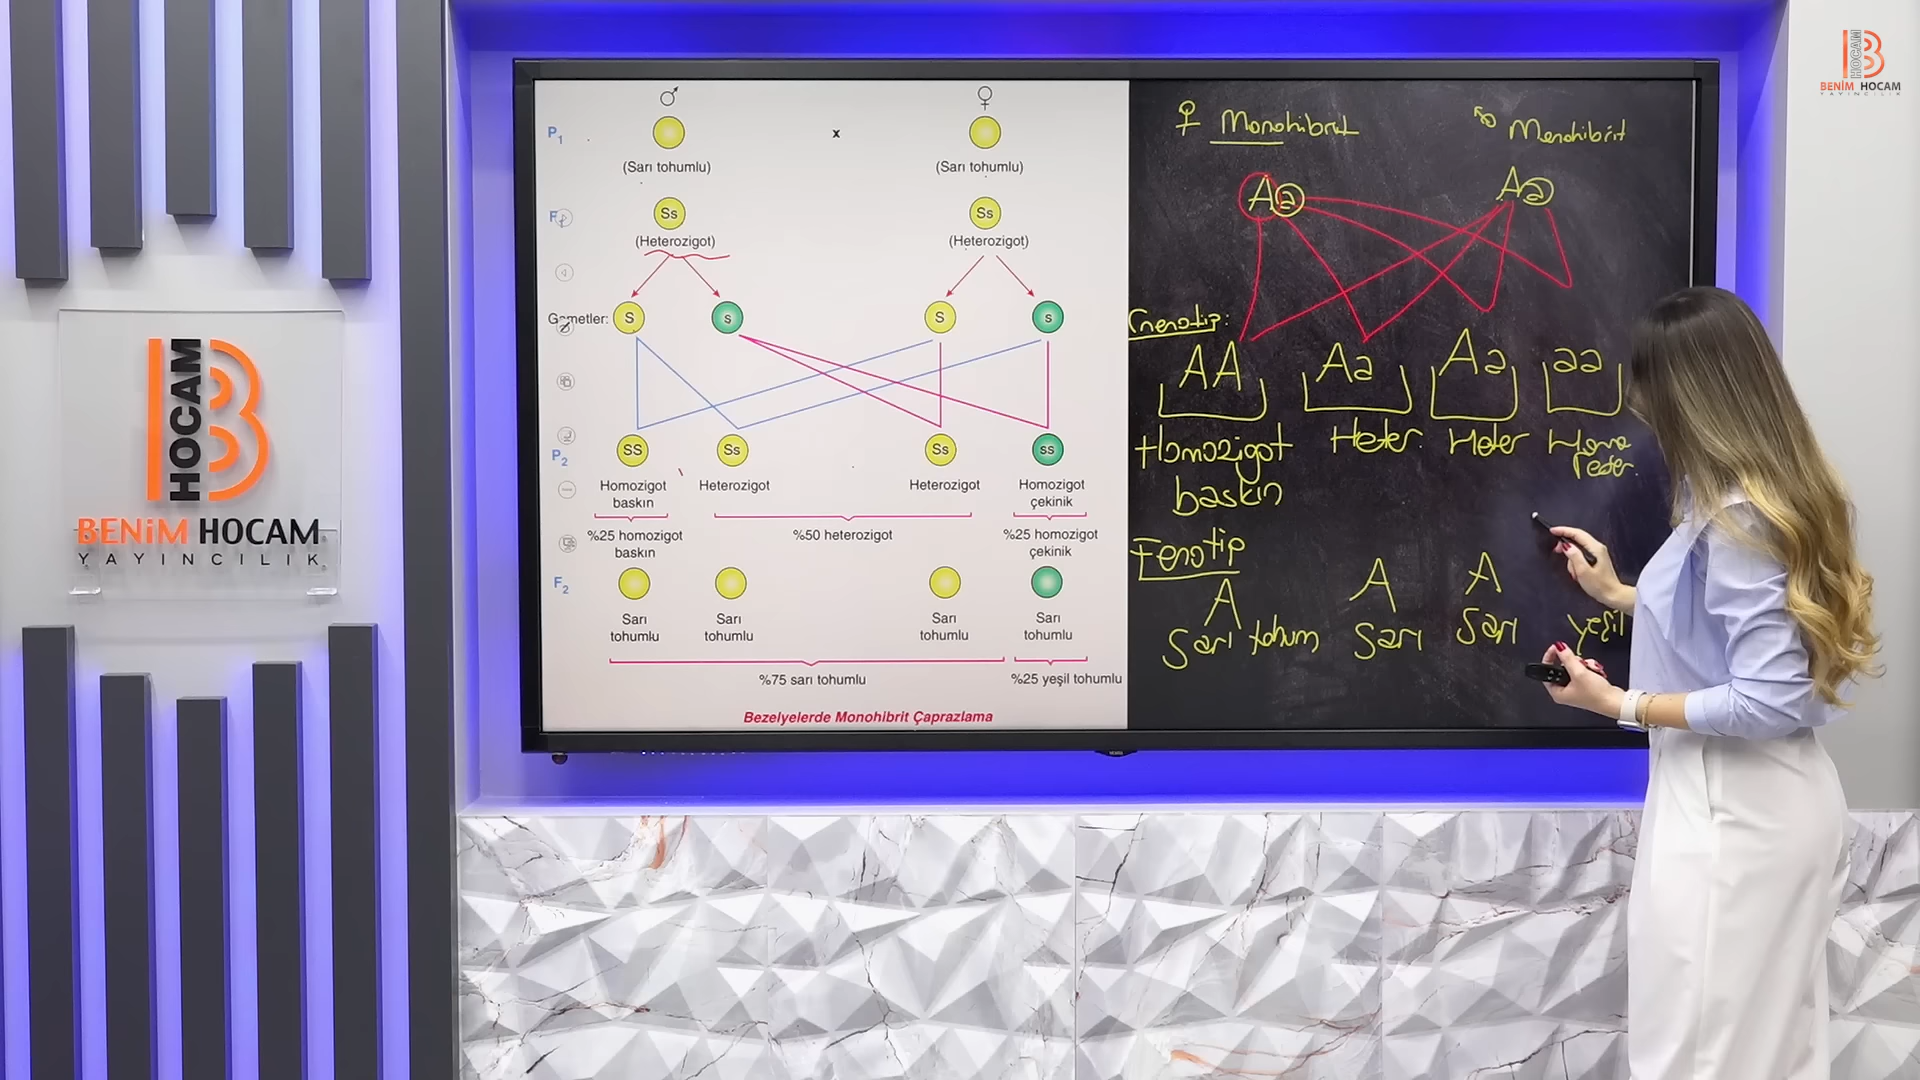 B
HOCAM
BENİM HOCAM
YAYINCILIK
B
HOCAM
BENİM HOCAM
YAYINCILIK
♂ ♀
P1 x
(Sarı tohumlu) (Sarı tohumlu)
Ss Ss
(Heterozigot) (Heterozigot)
Gametler: S s S s
P2 SS Ss Ss ss
Homozigot baskın Heterozigot Heterozigot Homozigot çekinik
%25 homozigot baskın %50 heterozigot %25 homozigot çekinik
F2
Sarı tohumlu Sarı tohumlu Sarı tohumlu Sarı tohumlu
%75 sarı tohumlu %25 yeşil tohumlu
Bezelyelerde Monohibrit Çaprazlama
♀ Monohibrit Monohibrit
Aa Aa
Genotip:
AA Aa Aa aa
Homozigot baskın Heter. Heter Homo
Fenotip
A A A
Sarı tohum Sarı Sarı yeşil